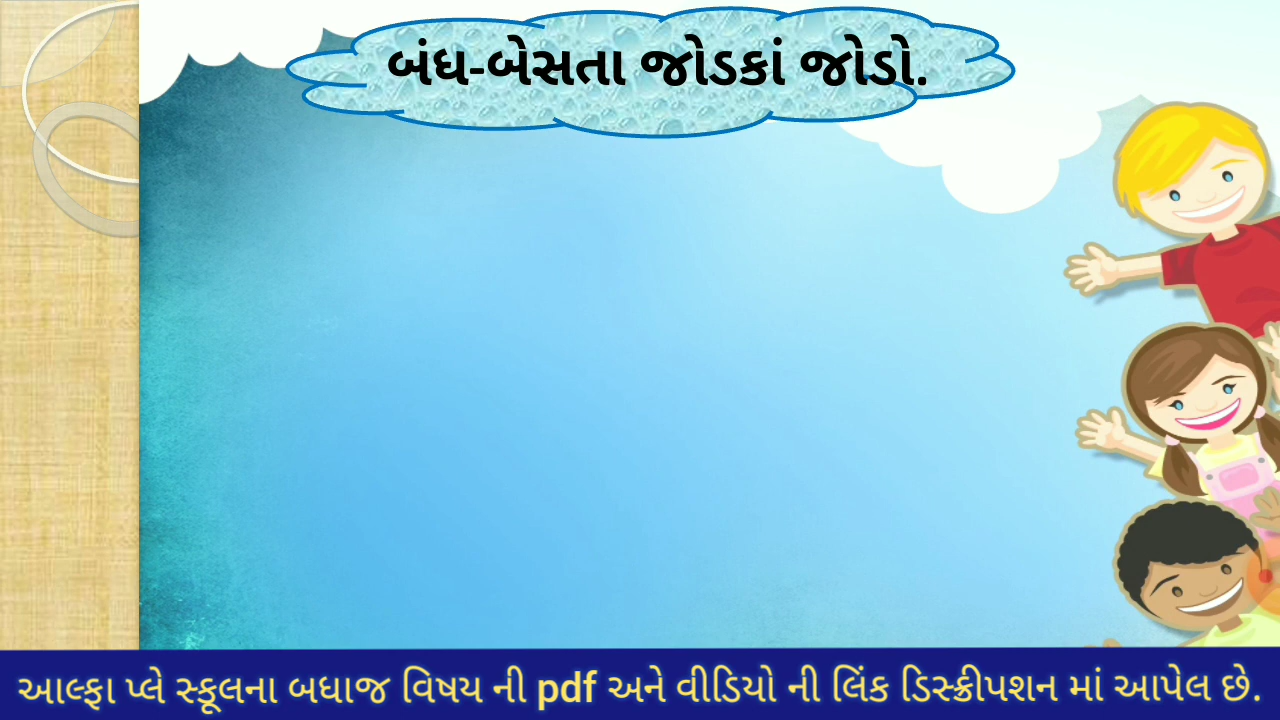 બંધ-બેસતા જોડકાં જોડો.
આલ્ફા પ્લે સ્કૂલના બધાજ વિષય ની pdf અને વીડિયો ની લિંક ડિસ્ક્રીપશન માં આપેલ છે.